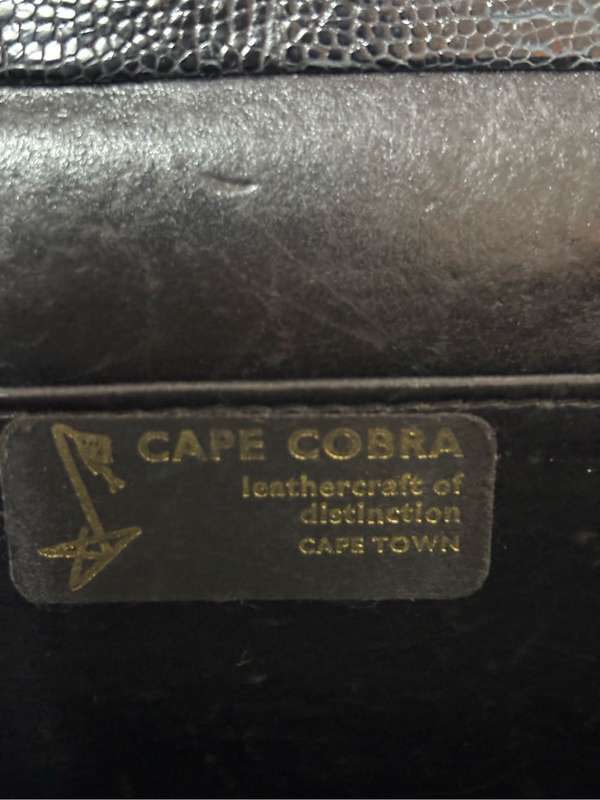 CAPE COBRA
leathercraft of
distinction
CAPE TOWN